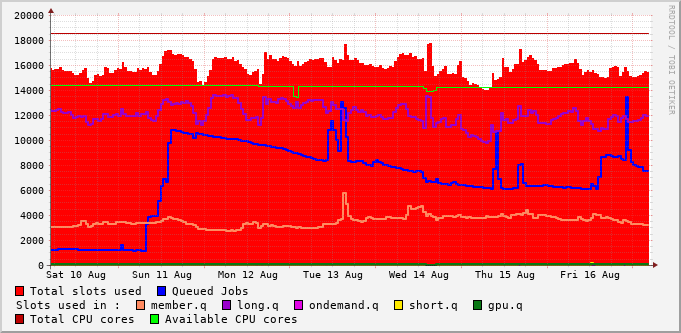 RRDTOOL / TOBI OETIKER
20000
18000
16000
14000
12000
10000
8000
6000
4000
2000
0
Sat 10 Aug Sun 11 Aug Mon 12 Aug Tue 13 Aug Wed 14 Aug Thu 15 Aug Fri 16 Aug
Total slots used Queued Jobs
Slots used in : member.q long.q ondemand.q short.q gpu.q
Total CPU cores Available CPU cores